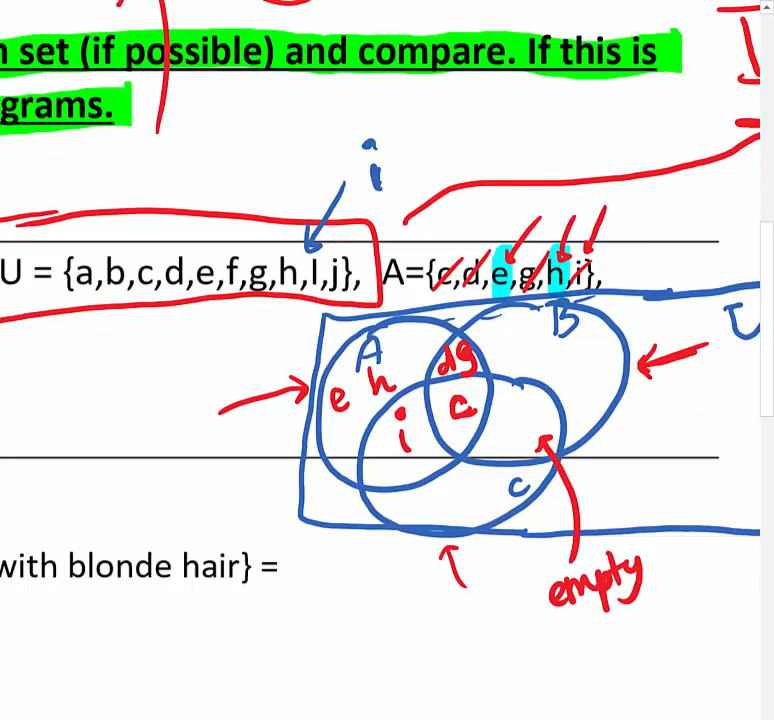 n set (if possible) and compare. If this is
grams.
i
U = {a,b,c,d,e,f,g,h,I,j}, A={c,d,e,g,h,i},
A B U
e h dg
i c
c
with blonde hair} =
empty